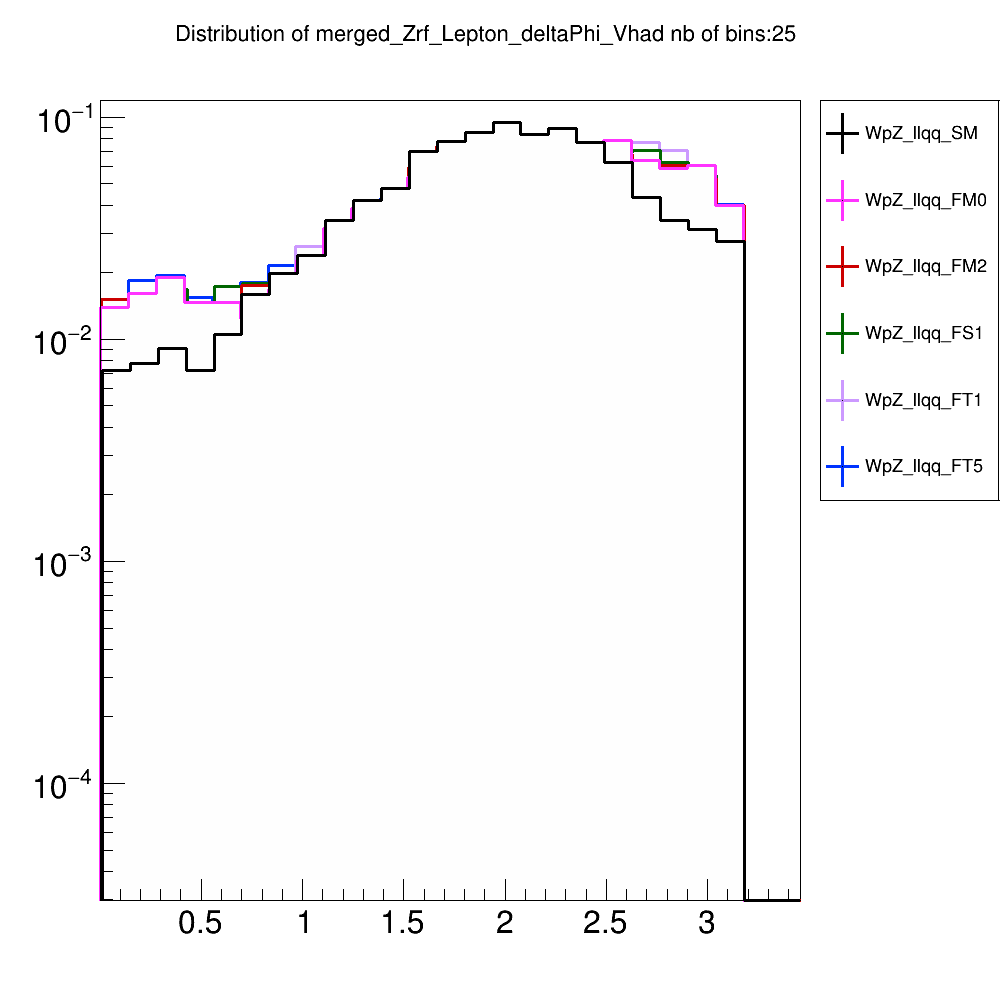 Distribution of merged_Zrf_Lepton_deltaPhi_Vhad nb of bins:25
10⁻¹
10⁻²
10⁻³
10⁻⁴
0.5 1 1.5 2 2.5 3
WpZ_llqq_SM
WpZ_llqq_FM0
WpZ_llqq_FM2
WpZ_llqq_FS1
WpZ_llqq_FT1
WpZ_llqq_FT5